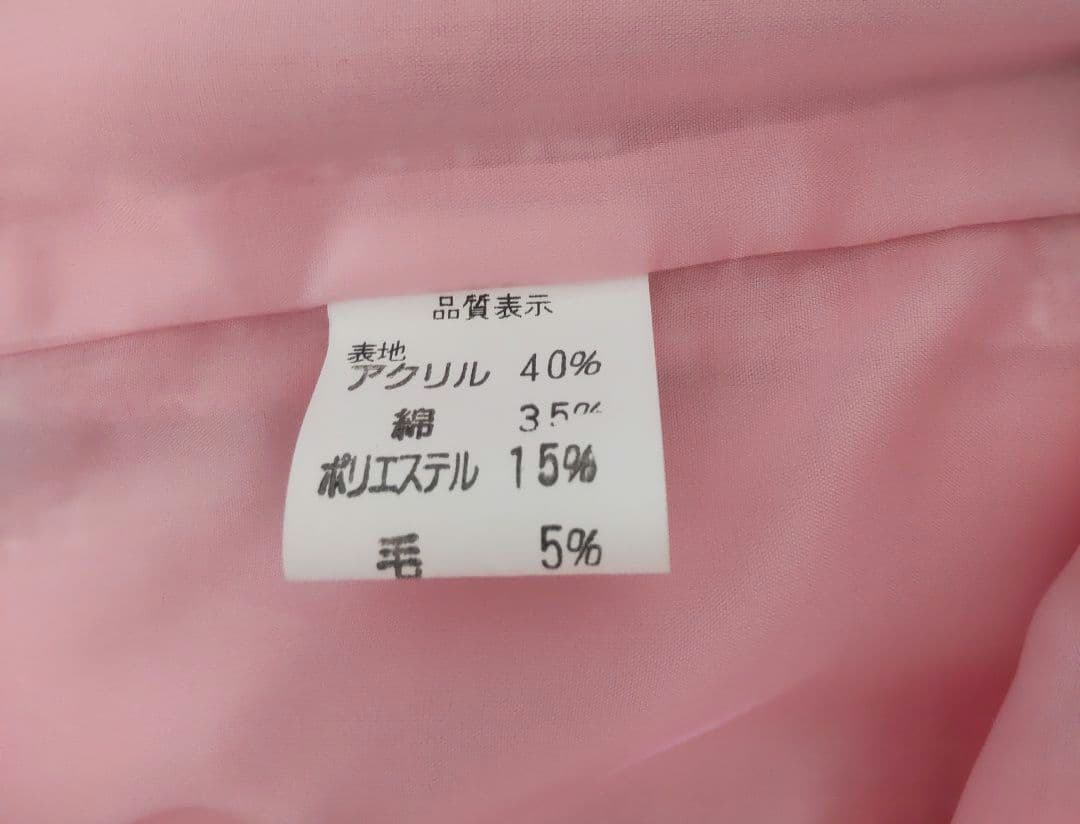 品質表示
表地
アクリル 40%
綿 35%
ポリエステル 15%
毛 5%